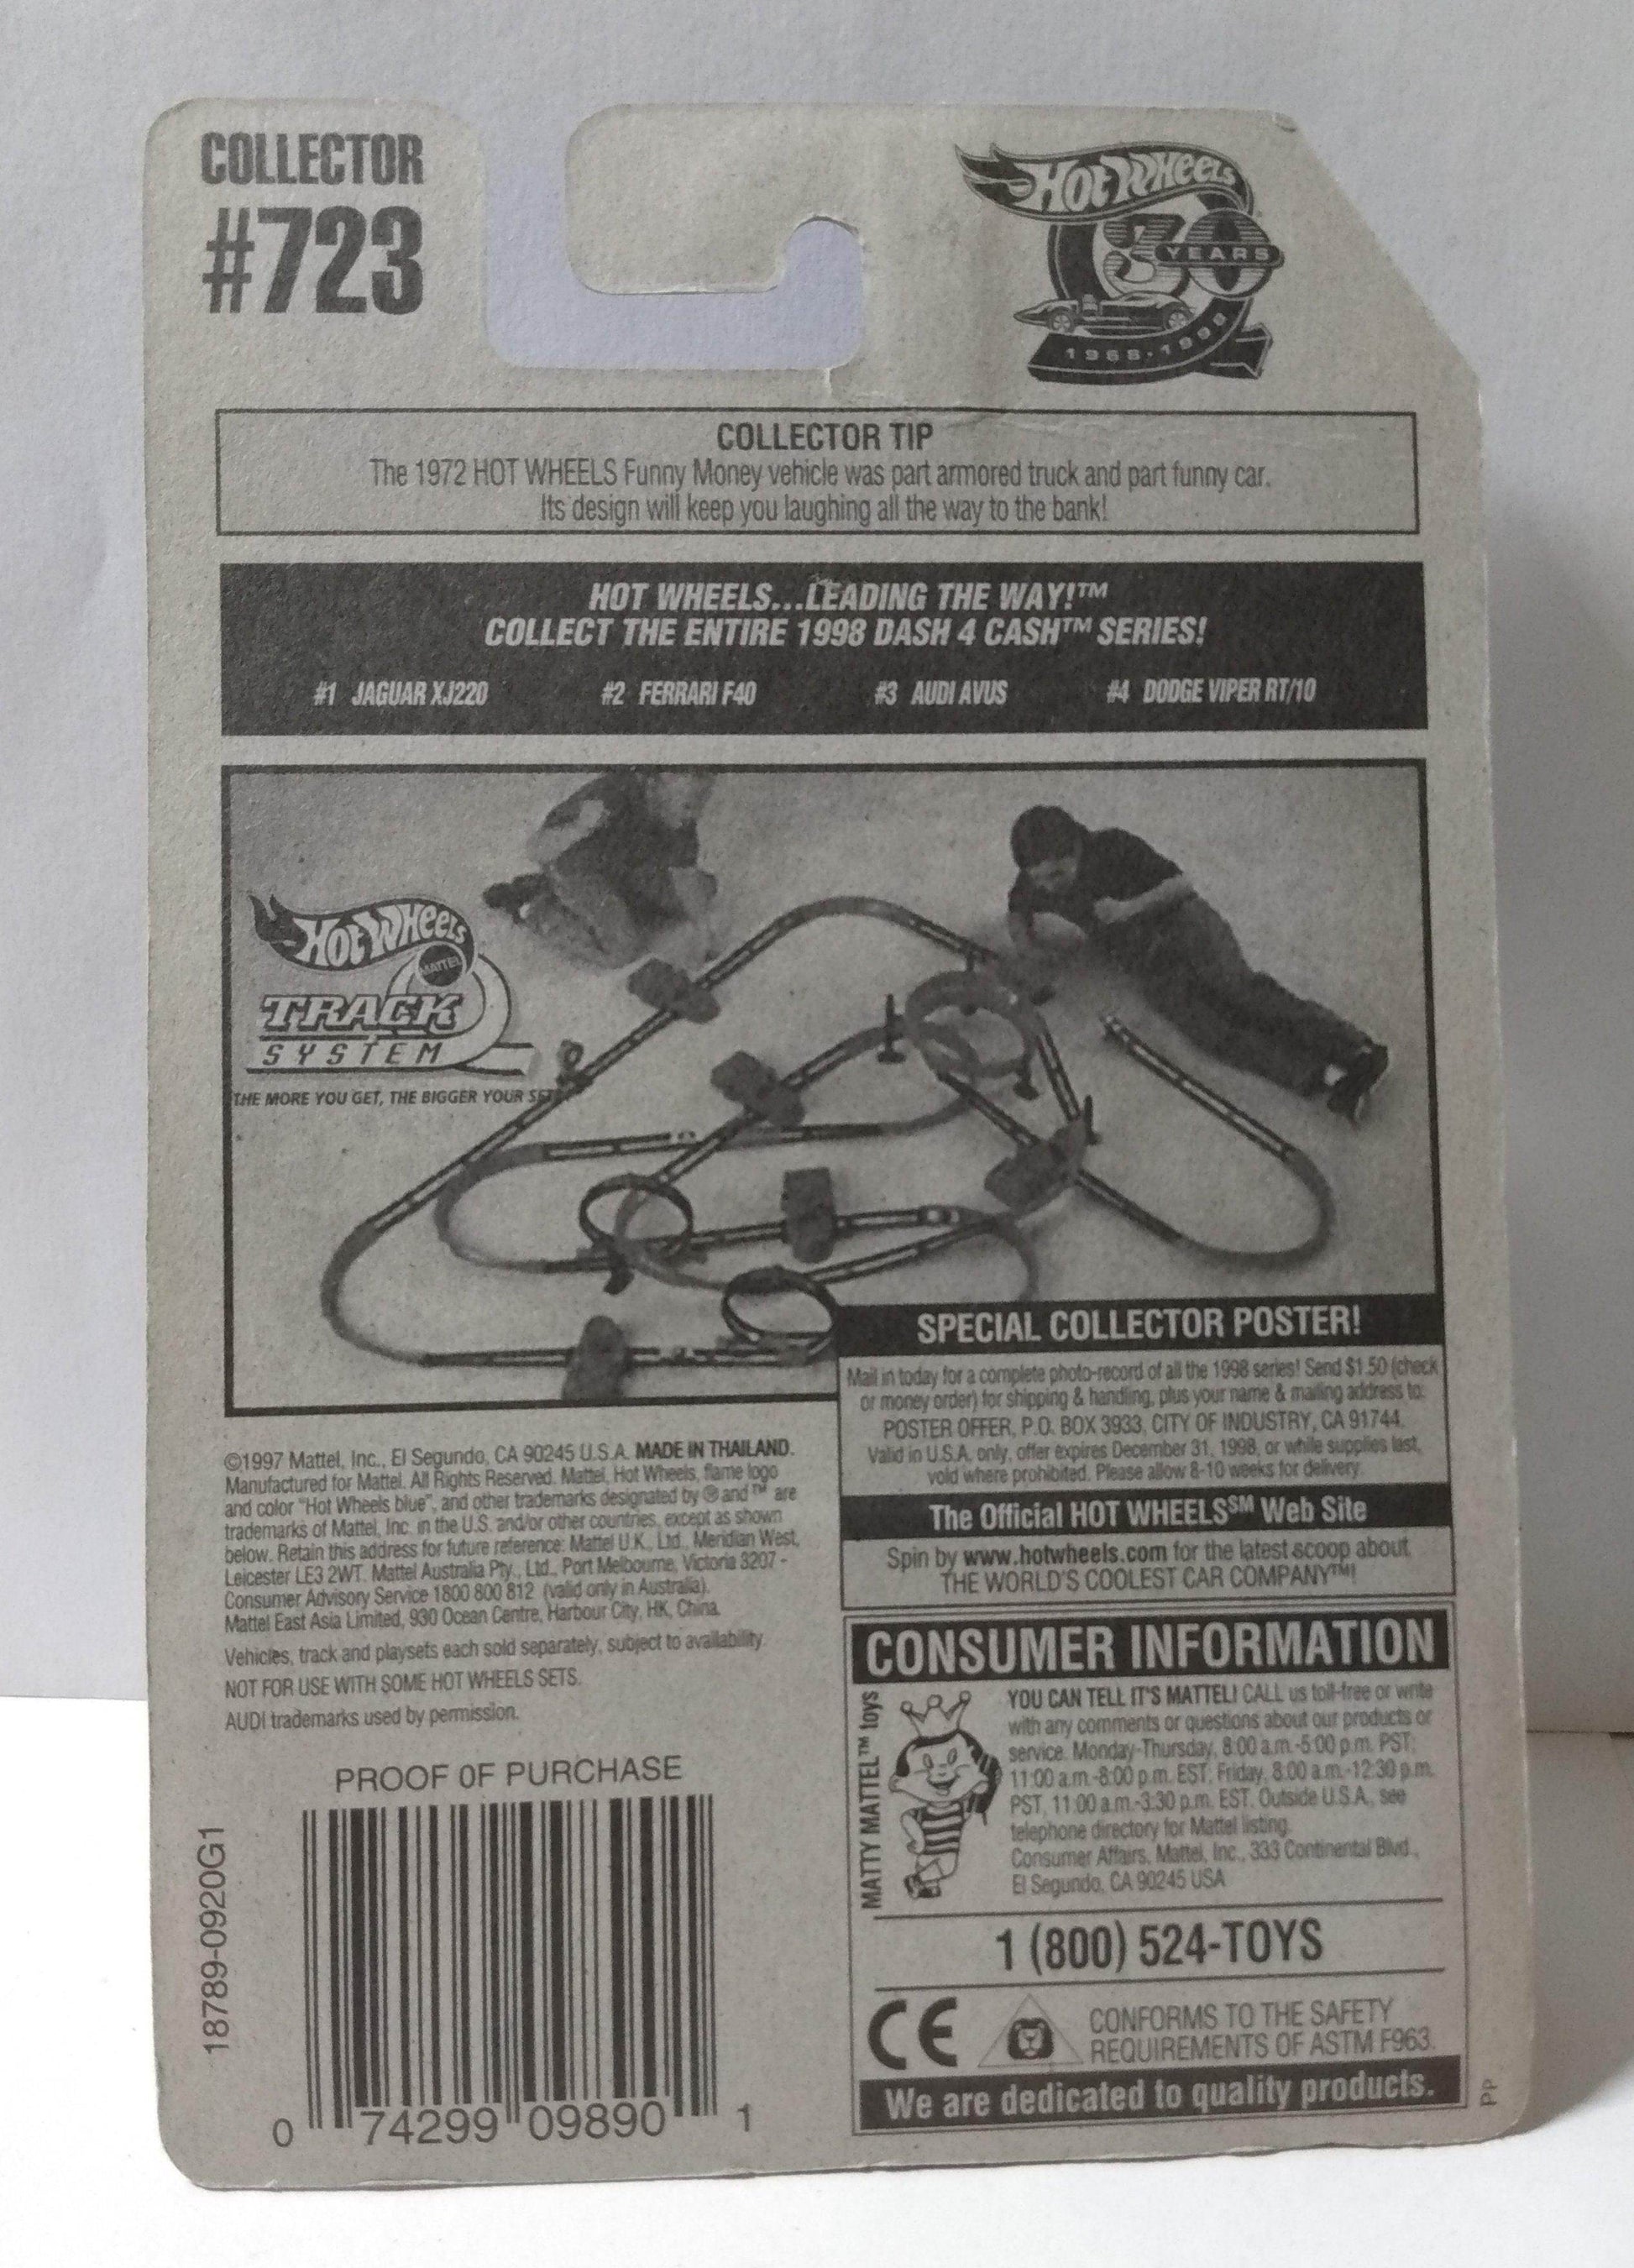 COLLECTOR
#723
HOT WHEELS
30
YEARS
1968-1998
COLLECTOR TIP
The 1972 HOT WHEELS Funny Money vehicle was part armored truck and part funny car.
Its design will keep you laughing all the way to the bank!
HOT WHEELS...LEADING THE WAY!™
COLLECT THE ENTIRE 1998 DASH 4 CASH™ SERIES!
#1 JAGUAR XJ220 #2 FERRARI F40 #3 AUDI AVUS #4 DODGE VIPER RT/10
HOT WHEELS
MATTEL
TRACK
SYSTEM
THE MORE YOU GET, THE BIGGER YOUR SET
SPECIAL COLLECTOR POSTER!
Mail in today for a complete photo-record of all the 1998 series! Send $1.50 (check
or money order) for shipping & handling, plus your name & mailing address to:
POSTER OFFER, P.O. BOX 3933, CITY OF INDUSTRY, CA 91744.
Valid in U.S.A. only, offer expires December 31, 1998, or while supplies last,
void where prohibited. Please allow 8-10 weeks for delivery.
The Official HOT WHEELS℠ Web Site
Spin by www.hotwheels.com for the latest scoop about
THE WORLD'S COOLEST CAR COMPANY™!
©1997 Mattel, Inc., El Segundo, CA 90245 U.S.A. MADE IN THAILAND.
Manufactured for Mattel. All Rights Reserved. Mattel, Hot Wheels, flame logo
and color "Hot Wheels blue", and other trademarks designated by ® and ™ are
trademarks of Mattel, Inc. in the U.S. and/or other countries, except as shown
below. Retain this address for future reference: Mattel U.K., Ltd., Meridian West,
Leicester LE3 2WT. Mattel Australia Pty., Ltd., Port Melbourne, Victoria 3207 -
Consumer Advisory Service 1800 800 812 (valid only in Australia).
Mattel East Asia Limited, 930 Ocean Centre, Harbour City, HK, China.
Vehicles, track and playsets each sold separately, subject to availability.
NOT FOR USE WITH SOME HOT WHEELS SETS.
AUDI trademarks used by permission.
PROOF OF PURCHASE
18789-0920G1
0 74299 09890 1
CONSUMER INFORMATION
MATTY MATTEL™ toys
YOU CAN TELL IT'S MATTEL! CALL us toll-free or write
with any comments or questions about our products or
service. Monday-Thursday, 8:00 a.m.-5:00 p.m. PST;
11:00 a.m.-8:00 p.m. EST; Friday, 8:00 a.m.-12:30 p.m.
PST, 11:00 a.m.-3:30 p.m. EST. Outside U.S.A., see
telephone directory for Mattel listing.
Consumer Affairs, Mattel, Inc., 333 Continental Blvd.,
El Segundo, CA 90245 USA
1 (800) 524-TOYS
CE
CONFORMS TO THE SAFETY
REQUIREMENTS OF ASTM F963.
We are dedicated to quality products.
PP